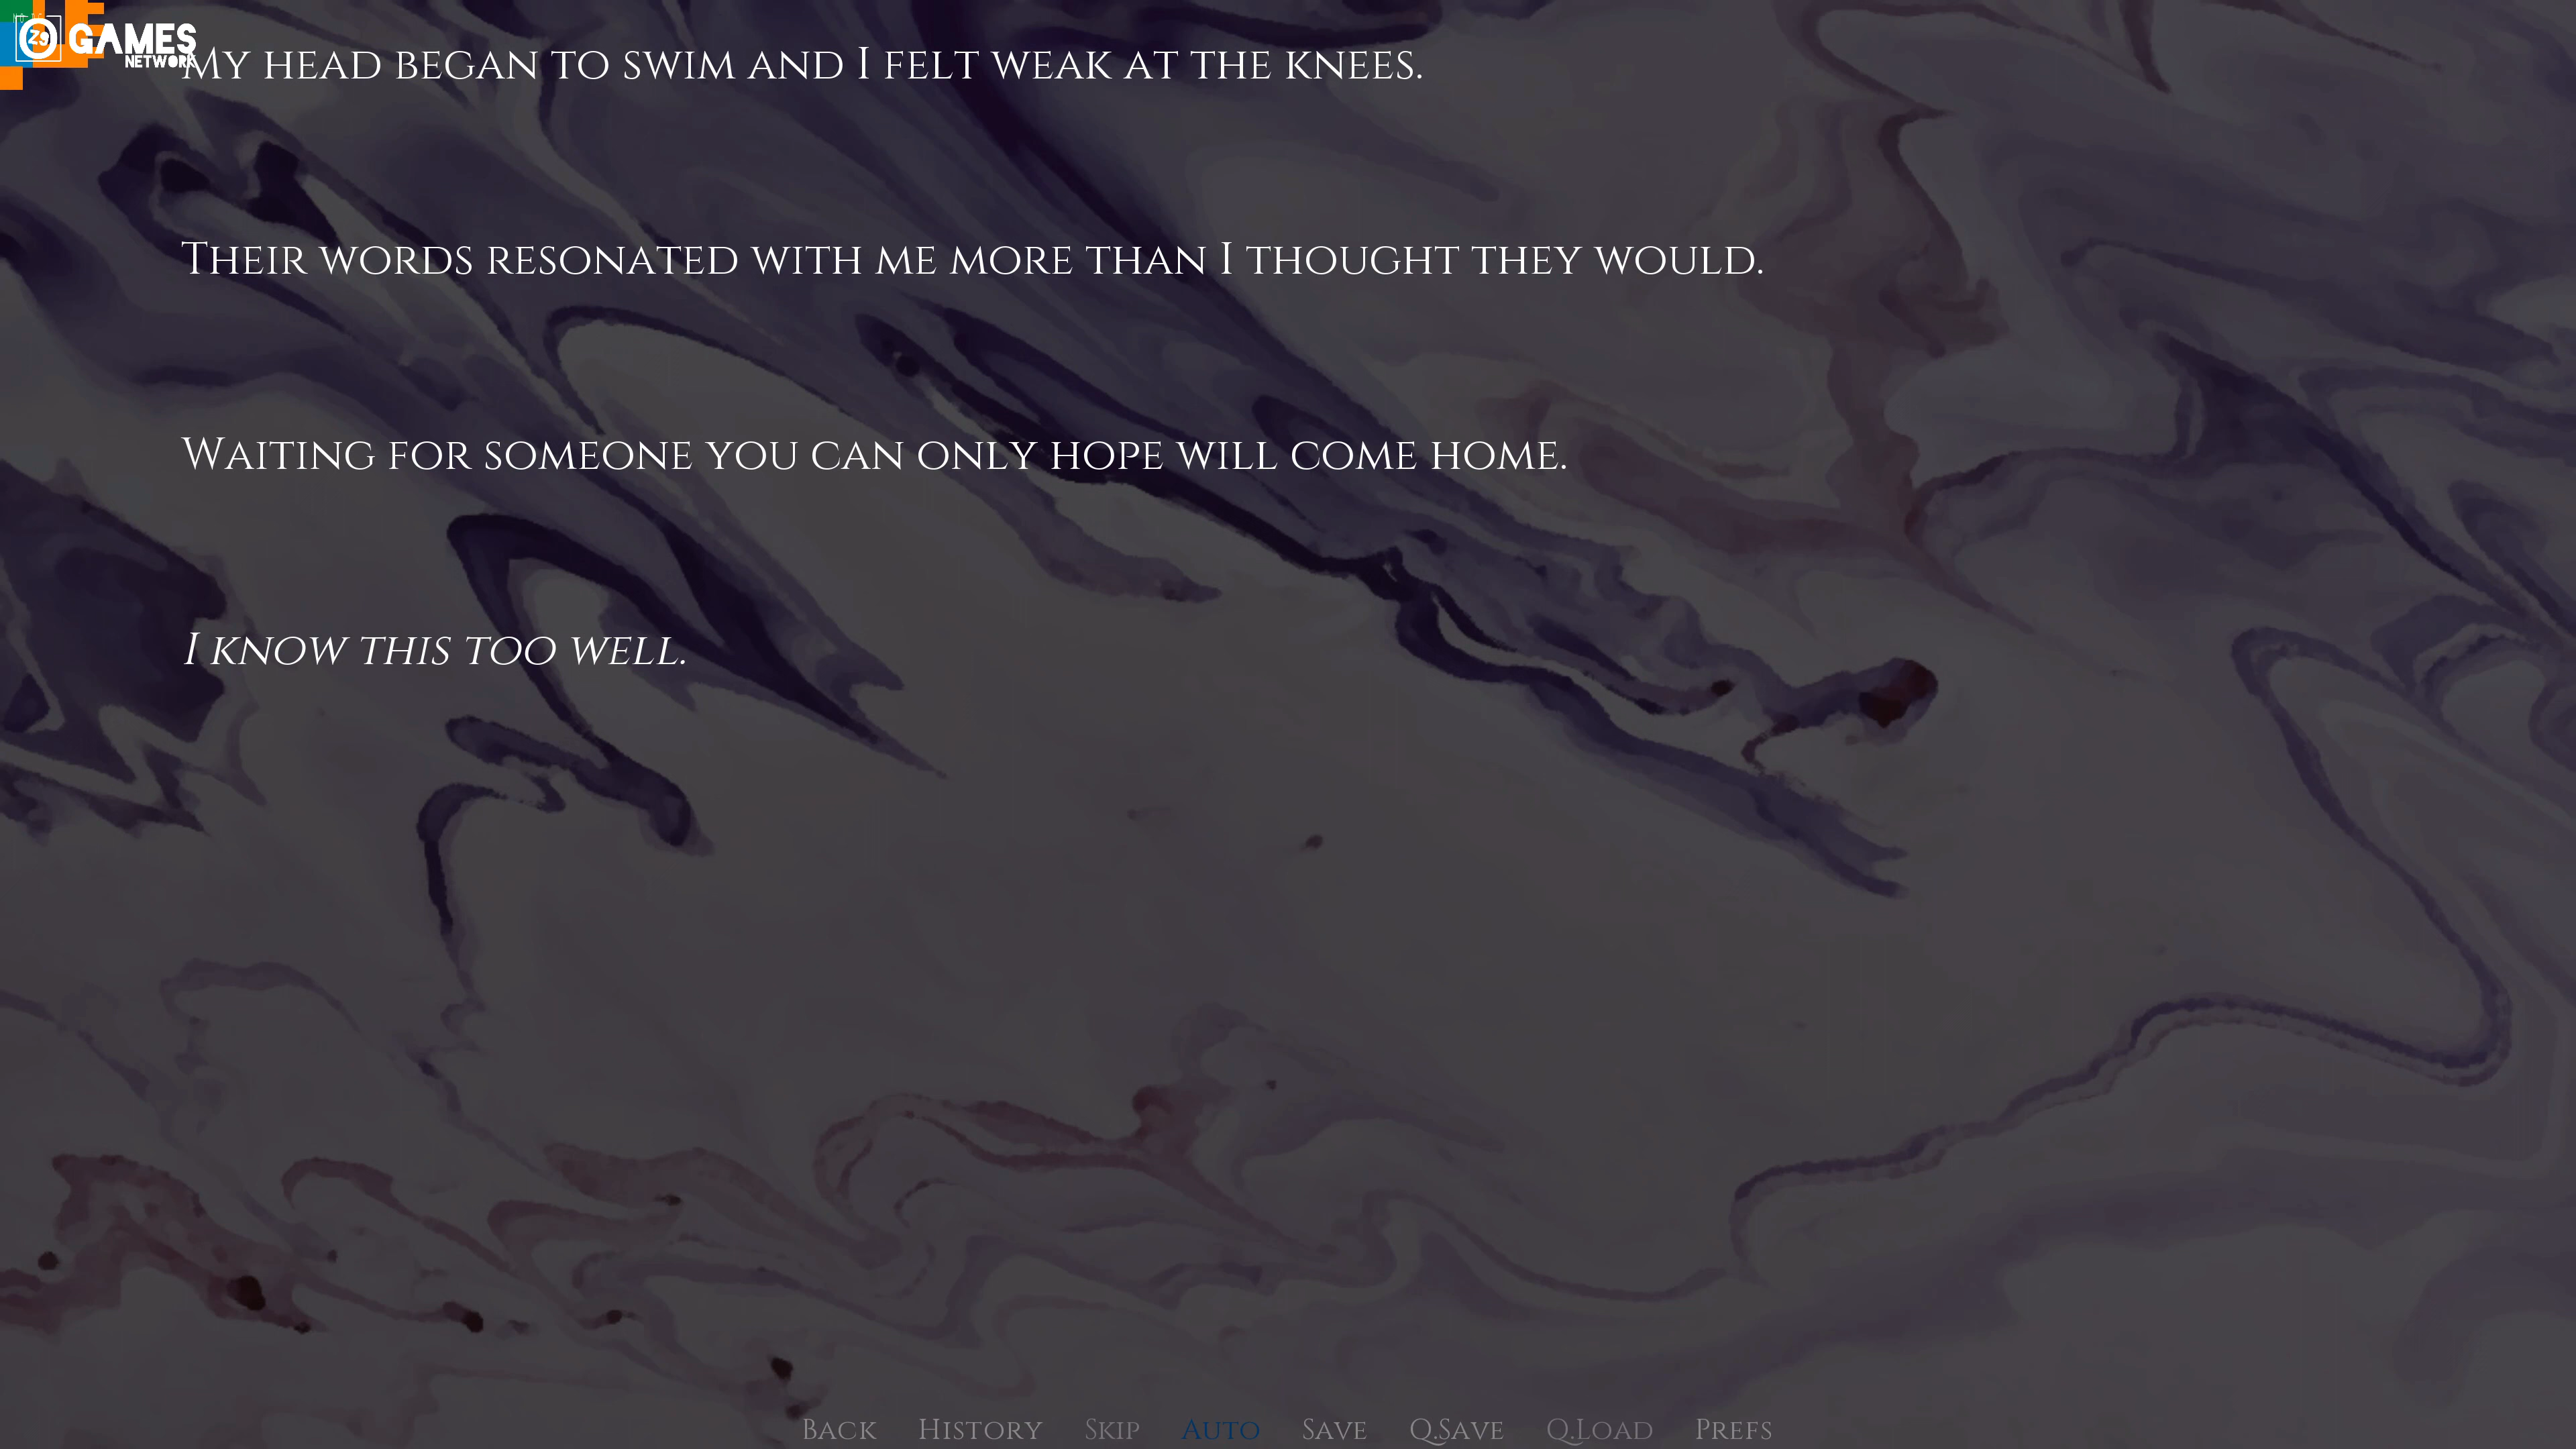 GAMES
NETWORK
My head began to swim and I felt weak at the knees.
Their words resonated with me more than I thought they would.
Waiting for someone you can only hope will come home.
I know this too well.
Back History Skip Auto Save Q.Save Q.Load Prefs